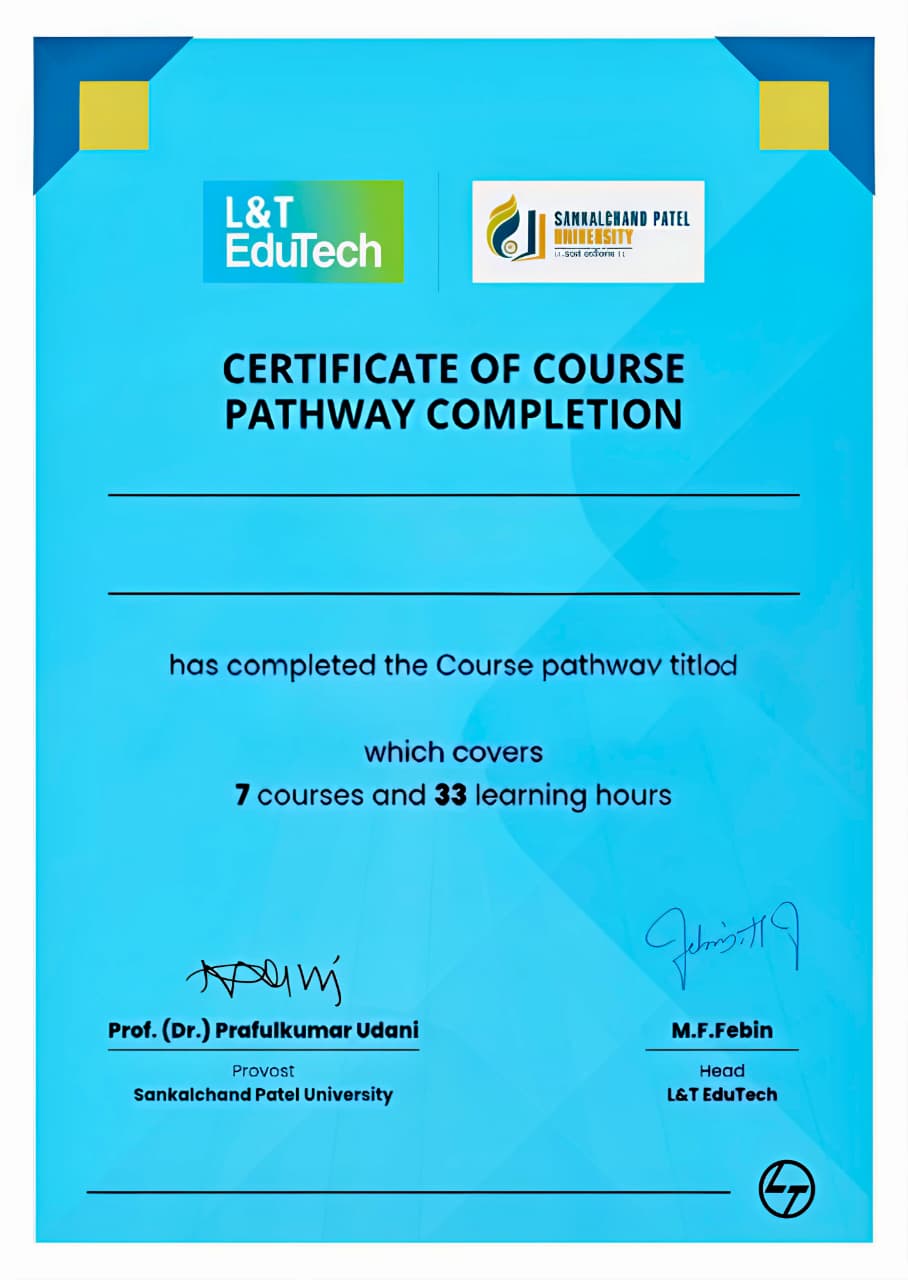 L&T
EduTech
SANKALCHAND PATEL
UNIVERSITY
CERTIFICATE OF COURSE
PATHWAY COMPLETION
has completed the Course pathwav titlod
which covers
7 courses and 33 learning hours
Prof. (Dr.) Prafulkumar Udani
M.F.Febin
Provost
Head
Sankalchand Patel University
L&T EduTech
LT